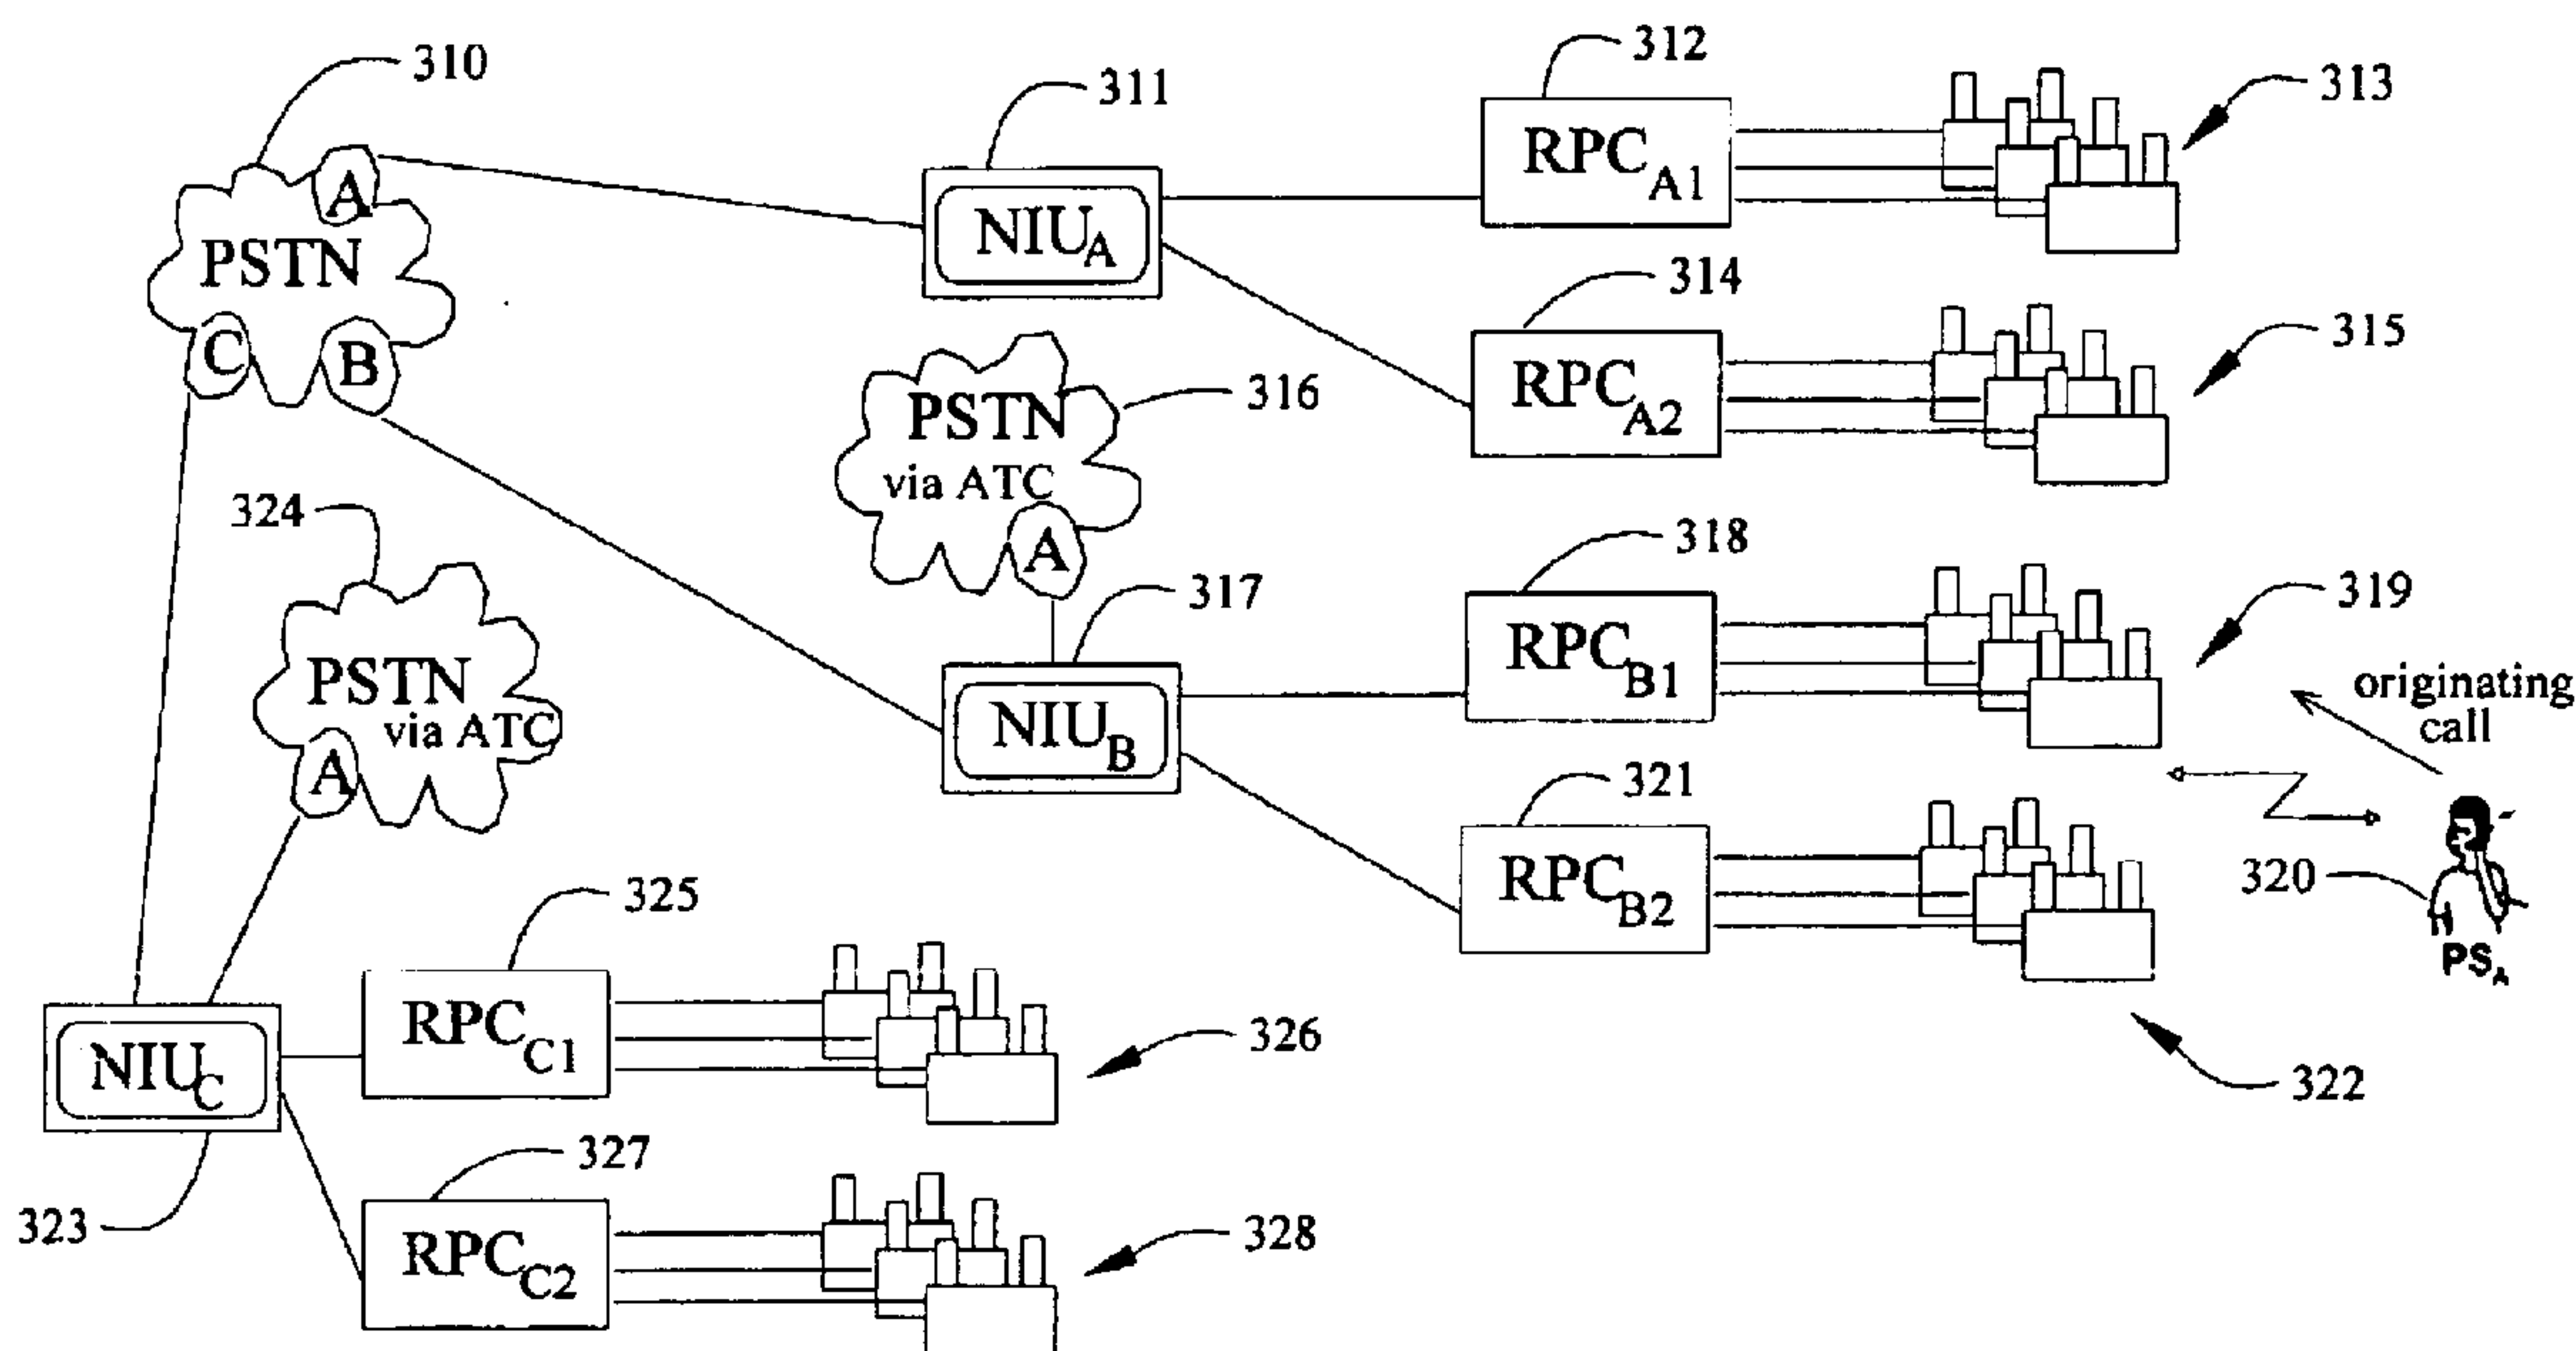 310
A
PSTN
C
B
311
NIUA
312
RPCA1
313
314
RPCA2
315
PSTN
via ATC
A
316
317
NIUB
318
RPCB1
319
originating
call
320
PSA
321
RPCB2
322
324
PSTN
via ATC
A
NIUC
323
325
RPCC1
326
327
RPCC2
328